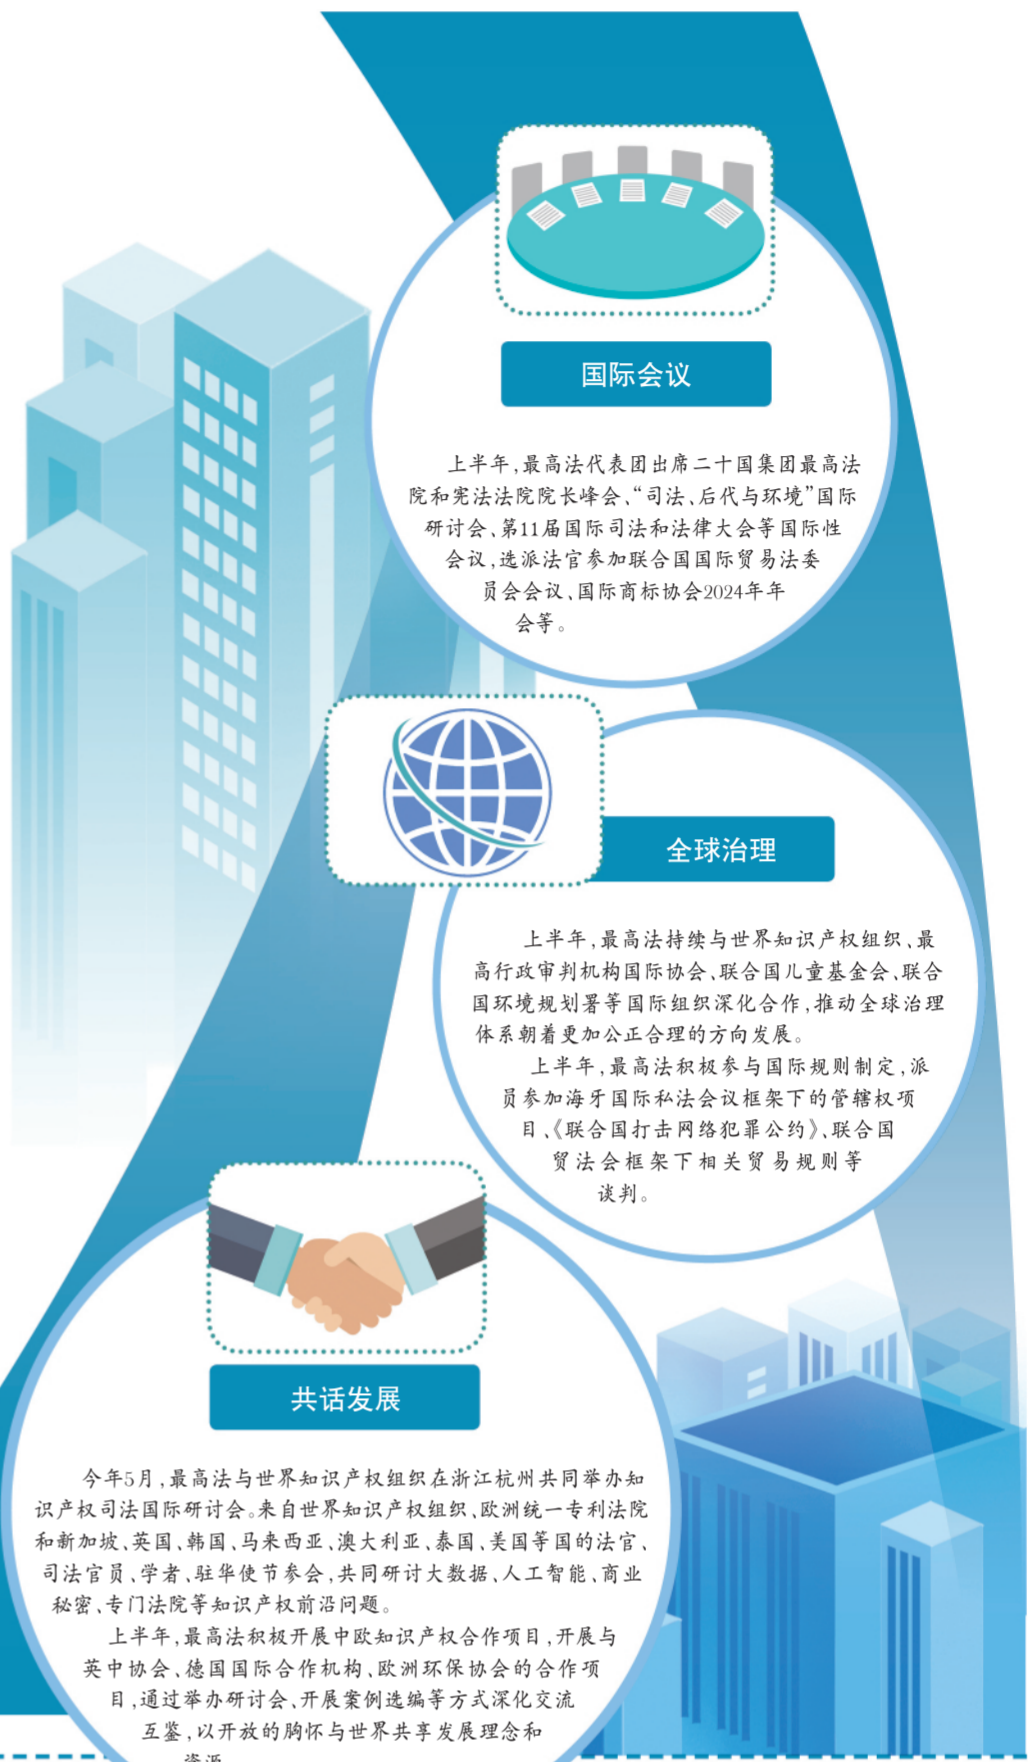 国际会议
上半年,最高法代表团出席二十国集团最高法
院和宪法法院院长峰会、“司法、后代与环境”国际
研讨会、第11届国际司法和法律大会等国际性
会议,选派法官参加联合国国际贸易法委
员会会议、国际商标协会2024年年
会等。
全球治理
上半年,最高法持续与世界知识产权组织、最
高行政审判机构国际协会、联合国儿童基金会、联合
国环境规划署等国际组织深化合作,推动全球治理
体系朝着更加公正合理的方向发展。
上半年,最高法积极参与国际规则制定,派
员参加海牙国际私法会议框架下的管辖权项
目、《联合国打击网络犯罪公约》、联合国
贸法会框架下相关贸易规则等
谈判。
共话发展
今年5月,最高法与世界知识产权组织在浙江杭州共同举办知
识产权司法国际研讨会。来自世界知识产权组织、欧洲统一专利法院
和新加坡、英国、韩国、马来西亚、澳大利亚、泰国、美国等国的法官、
司法官员、学者、驻华使节参会,共同研讨大数据、人工智能、商业
秘密、专门法院等知识产权前沿问题。
上半年,最高法积极开展中欧知识产权合作项目,开展与
英中协会、德国国际合作机构、欧洲环保协会的合作项
目,通过举办研讨会、开展案例选编等方式深化交流
互鉴,以开放的胸怀与世界共享发展理念和